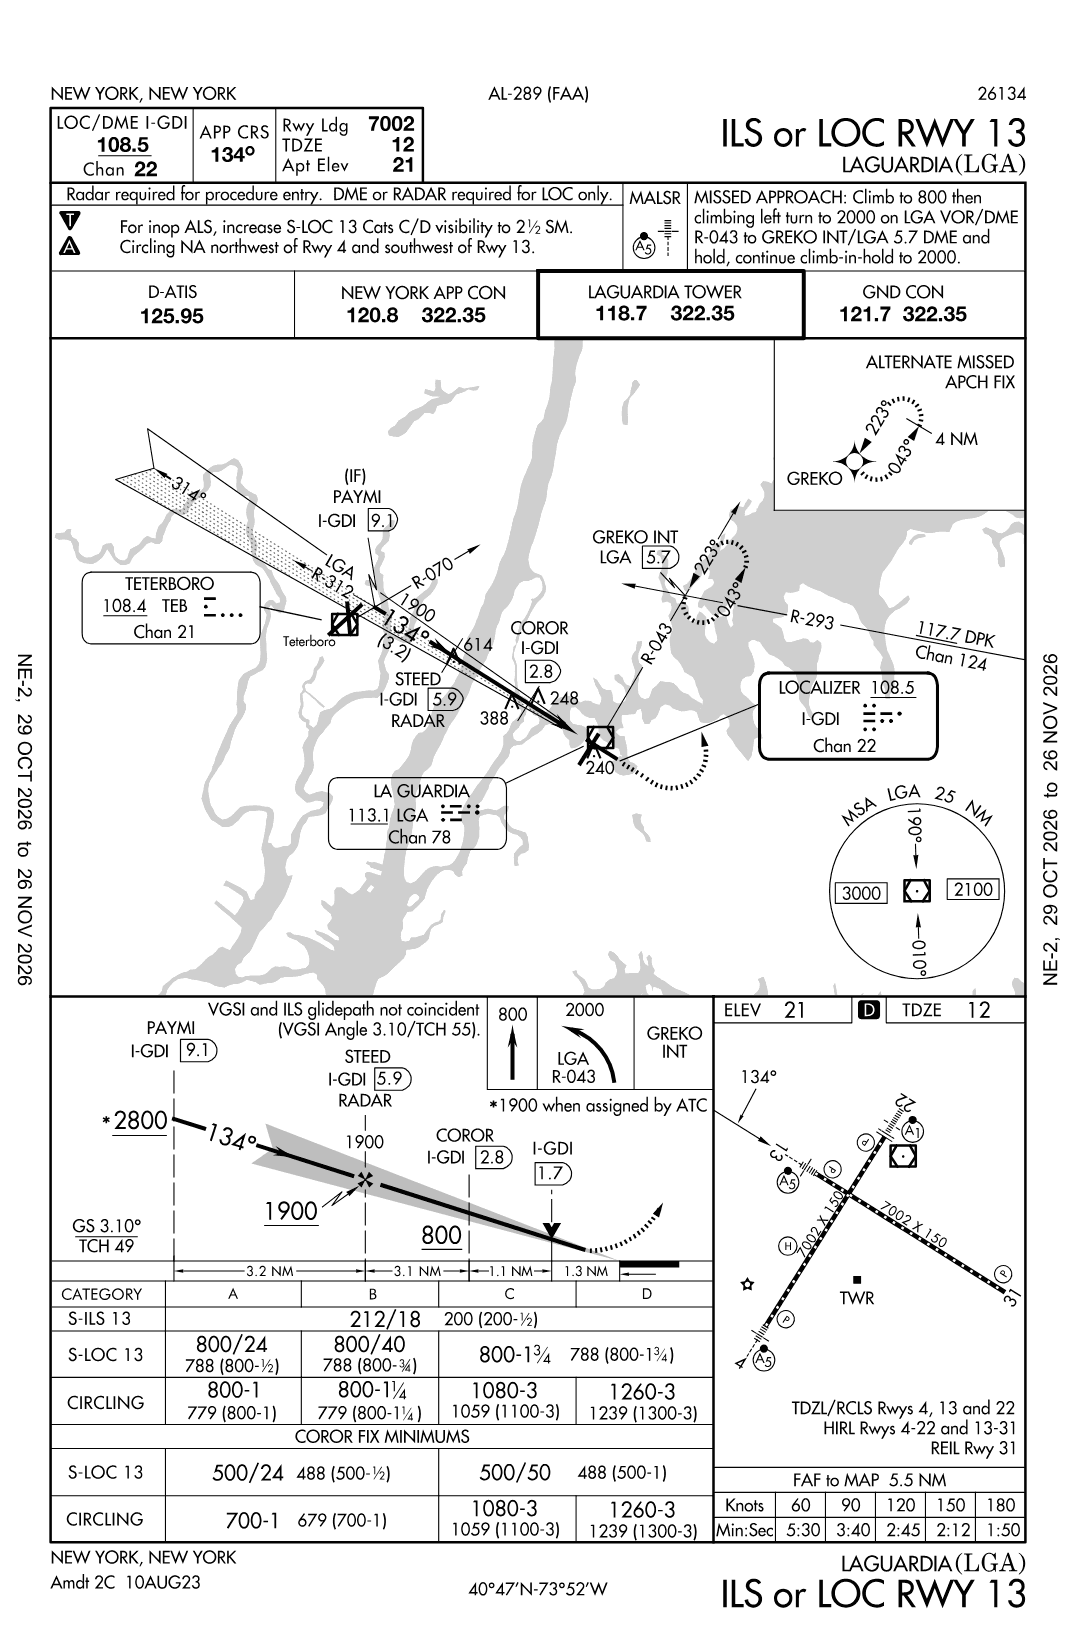 NEW YORK, NEW YORK
AL-289 (FAA)
26134
LOC/DME I-GDI
108.5
Chan 22
APP CRS
134°
Rwy Ldg 7002
TDZE 12
Apt Elev 21
ILS or LOC RWY 13
LAGUARDIA (LGA)
Radar required for procedure entry. DME or RADAR required for LOC only.
T
A
For inop ALS, increase S-LOC 13 Cats C/D visibility to 2½ SM.
Circling NA northwest of Rwy 4 and southwest of Rwy 13.
MALSR
A5
MISSED APPROACH: Climb to 800 then
climbing left turn to 2000 on LGA VOR/DME
R-043 to GREKO INT/LGA 5.7 DME and
hold, continue climb-in-hold to 2000.
D-ATIS
125.95
NEW YORK APP CON
120.8 322.35
LAGUARDIA TOWER
118.7 322.35
GND CON
121.7 322.35
ALTERNATE MISSED
APCH FIX
223°
043°
4 NM
GREKO
314°
(IF)
PAYMI
I-GDI 9.1
LGA
R-312
R-070
1900
134°
(3.2)
614
TETERBORO
108.4 TEB
Chan 21
Teterboro
STEED
I-GDI 5.9
RADAR
COROR
I-GDI
2.8
248
388
240
GREKO INT
LGA 5.7
223°
043°
R-043
R-293
117.7 DPK
Chan 124
LOCALIZER 108.5
I-GDI
Chan 22
LA GUARDIA
113.1 LGA
Chan 78
MSA LGA 25 NM
190°
3000
2100
010°
NE-2, 29 OCT 2026 to 26 NOV 2026
NE-2, 29 OCT 2026 to 26 NOV 2026
VGSI and ILS glidepath not coincident
(VGSI Angle 3.10/TCH 55).
PAYMI
I-GDI 9.1
STEED
I-GDI 5.9
RADAR
800
2000
LGA
R-043
GREKO
INT
*1900 when assigned by ATC
*2800
134°
1900
1900
COROR
I-GDI 2.8
I-GDI
1.7
800
GS 3.10°
TCH 49
3.2 NM
3.1 NM
1.1 NM
1.3 NM
CATEGORY A B C D
S-ILS 13 212/18 200 (200-½)
S-LOC 13
800/24
788 (800-½)
800/40
788 (800-¾)
800-1¾ 788 (800-1¾)
CIRCLING
800-1
779 (800-1)
800-1¼
779 (800-1¼)
1080-3
1059 (1100-3)
1260-3
1239 (1300-3)
COROR FIX MINIMUMS
S-LOC 13 500/24 488 (500-½) 500/50 488 (500-1)
CIRCLING
700-1 679 (700-1)
1080-3
1059 (1100-3)
1260-3
1239 (1300-3)
ELEV 21 D TDZE 12
134°
22
A1
P
13
A5
P
7002 X 150
7002 X 150
H
P
31
TWR
P
4
A5
TDZL/RCLS Rwys 4, 13 and 22
HIRL Rwys 4-22 and 13-31
REIL Rwy 31
FAF to MAP 5.5 NM
Knots 60 90 120 150 180
Min:Sec 5:30 3:40 2:45 2:12 1:50
NEW YORK, NEW YORK
Amdt 2C 10AUG23
40°47'N-73°52'W
LAGUARDIA (LGA)
ILS or LOC RWY 13